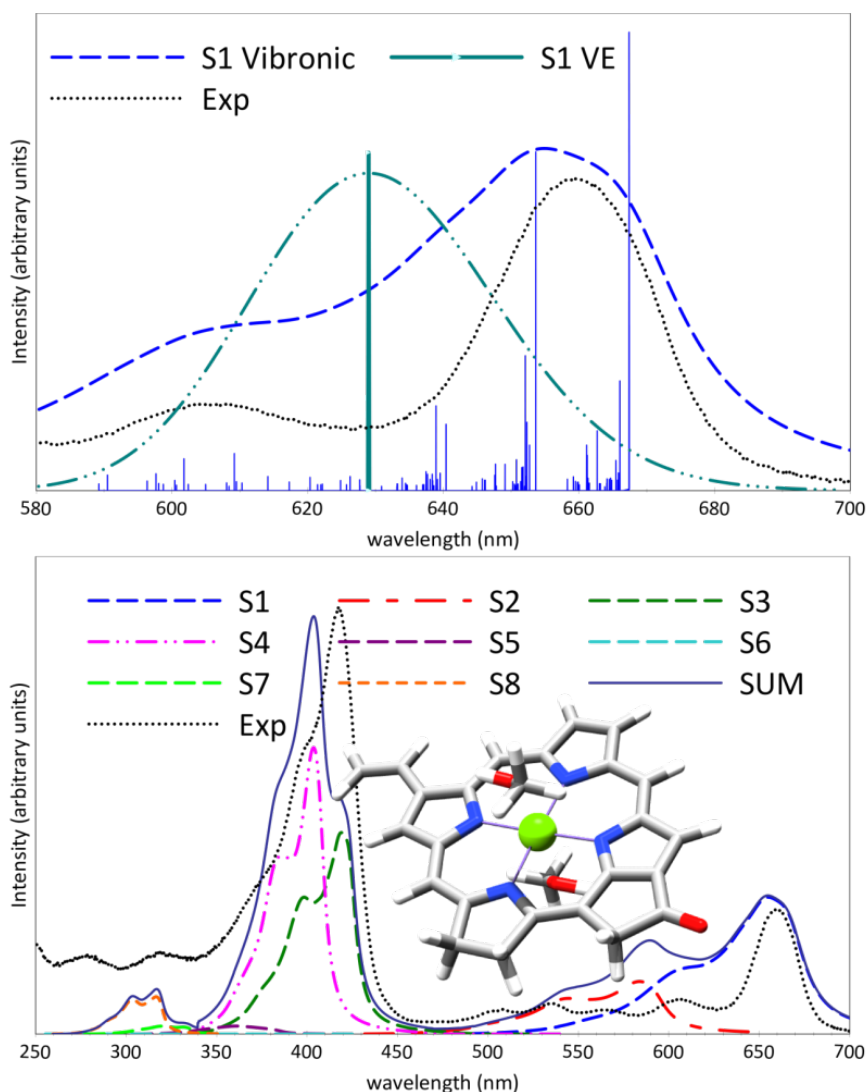 S1 Vibronic S1 VE
Exp
Intensity (arbitrary units)
580 600 620 640 660 680 700
wavelength (nm)
S1 S2 S3
S4 S5 S6
S7 S8 SUM
Exp
Intensity (arbitrary units)
250 300 350 400 450 500 550 600 650 700
wavelength (nm)